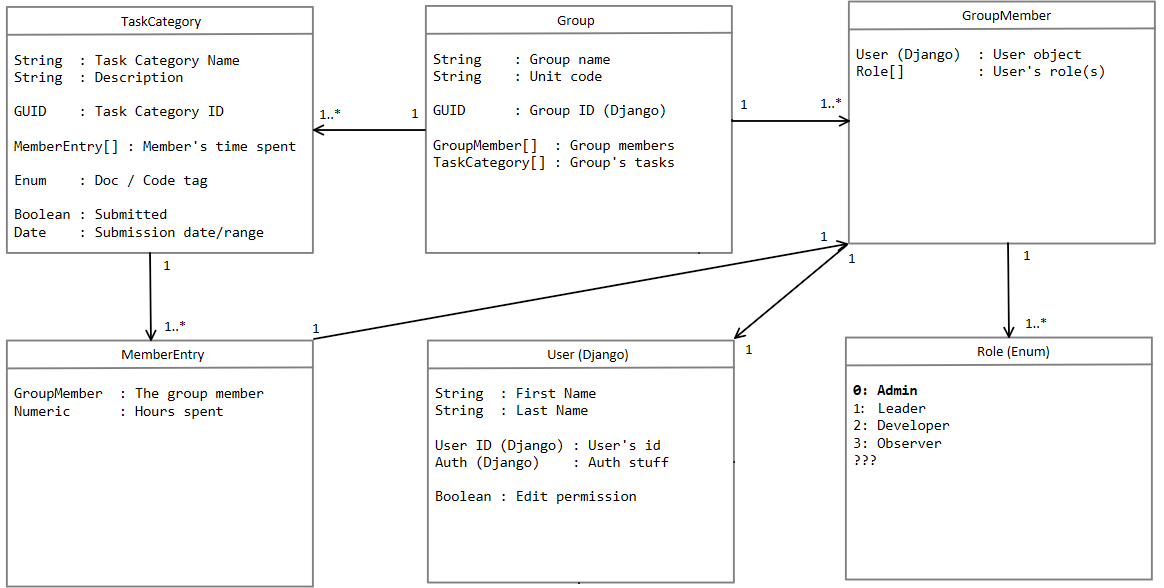 TaskCategory
String : Task Category Name
String : Description
GUID : Task Category ID
MemberEntry[] : Member's time spent
Enum : Doc / Code tag
Boolean : Submitted
Date : Submission date/range
Group
String : Group name
String : Unit code
GUID : Group ID (Django)
GroupMember[] : Group members
TaskCategory[] : Group's tasks
GroupMember
User (Django) : User object
Role[] : User's role(s)
1..*
1
1
1..*
1
1..*
1
1
1
1
1
1..*
MemberEntry
GroupMember : The group member
Numeric : Hours spent
User (Django)
String : First Name
String : Last Name
User ID (Django) : User's id
Auth (Django) : Auth stuff
Boolean : Edit permission
Role (Enum)
0: Admin
1: Leader
2: Developer
3: Observer
???